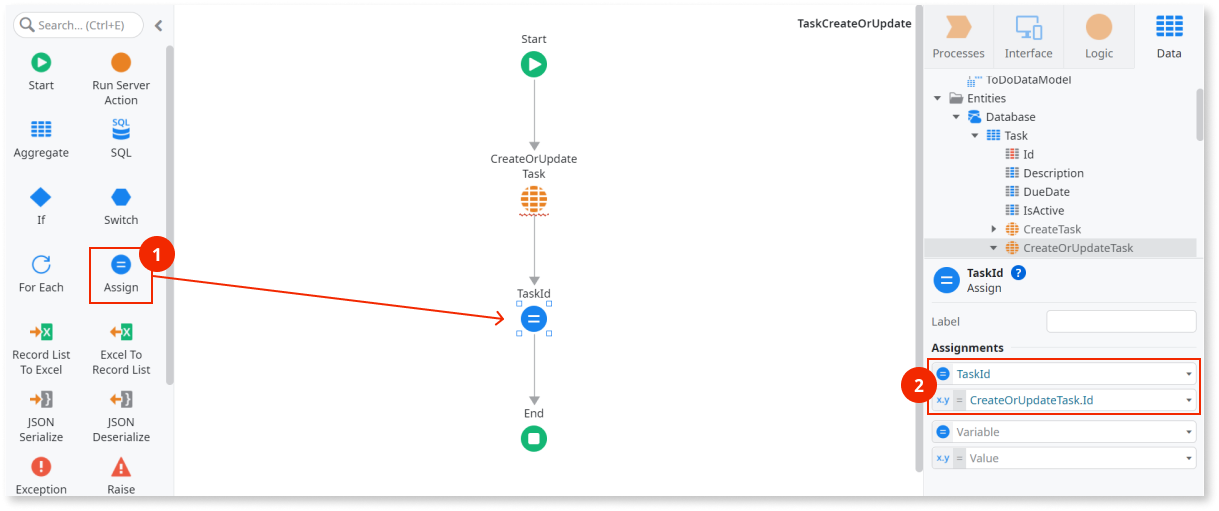 Search... (Ctrl+E)
Start
Run Server
Action
Aggregate
SQL
SQL
If
Switch
For Each
Assign
1
Record List
To Excel
Excel To
Record List
JSON
Serialize
JSON
Deserialize
Exception
Raise
TaskCreateOrUpdate
Start
CreateOrUpdate
Task
TaskId
End
Processes
Interface
Logic
Data
ToDoDataModel
Entities
Database
Task
Id
Description
DueDate
IsActive
CreateTask
CreateOrUpdateTask
TaskId ?
Assign
Label
Assignments
2
= TaskId
x.y = CreateOrUpdateTask.Id
= Variable
x.y = Value